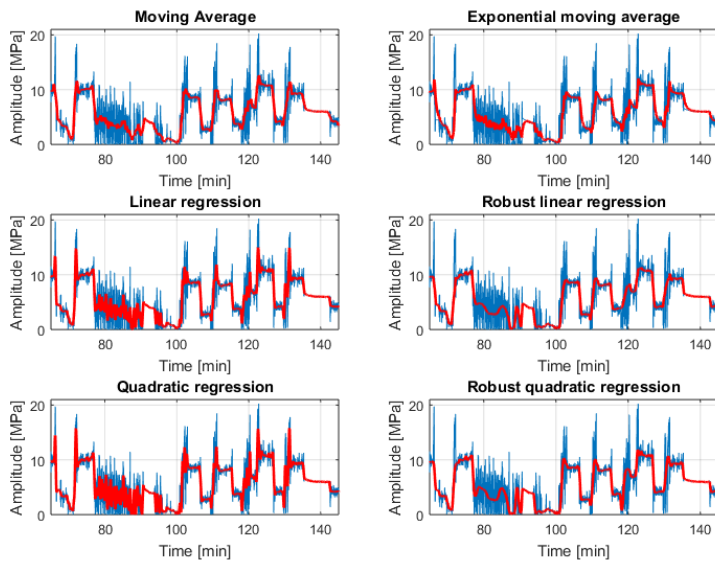 Moving Average
Amplitude [MPa]
20
10
0
80 100 120 140
Time [min]
Exponential moving average
Amplitude [MPa]
20
10
0
80 100 120 140
Time [min]
Linear regression
Amplitude [MPa]
20
10
0
80 100 120 140
Time [min]
Robust linear regression
Amplitude [MPa]
20
10
0
80 100 120 140
Time [min]
Quadratic regression
Amplitude [MPa]
20
10
0
80 100 120 140
Time [min]
Robust quadratic regression
Amplitude [MPa]
20
10
0
80 100 120 140
Time [min]